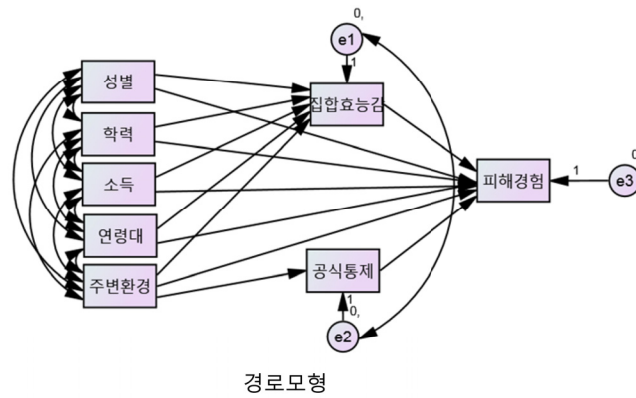 0,
e1
1
성별
집합효능감
학력
소득
피해경험
1
0,
e3
연령대
주변환경
공식통제
1
0,
e2
경로모형